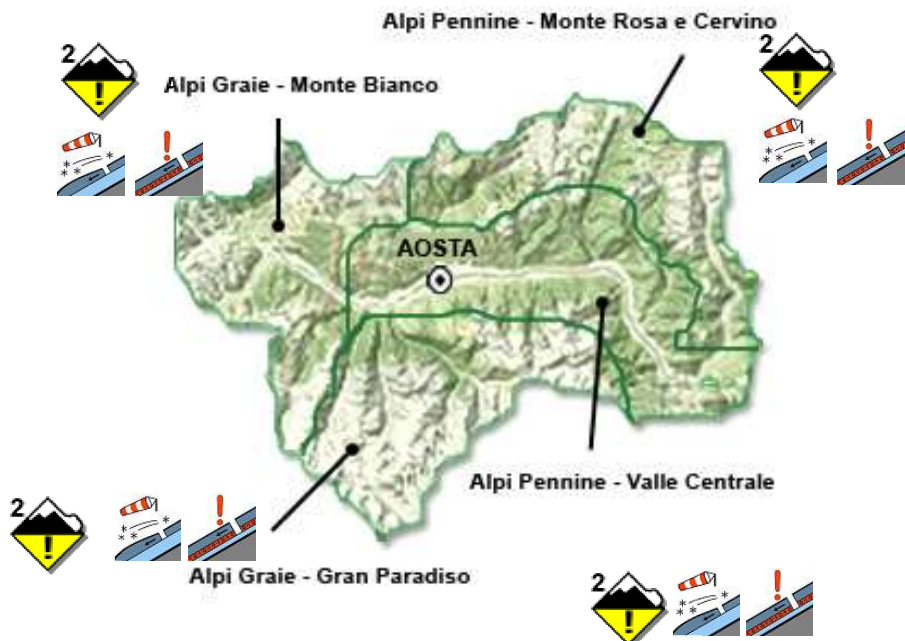 Alpi Pennine - Monte Rosa e Cervino
2
2
Alpi Graie - Monte Bianco
!
!
!
!
AOSTA
Alpi Pennine - Valle Centrale
2
!
!
Alpi Graie - Gran Paradiso
2
!
!